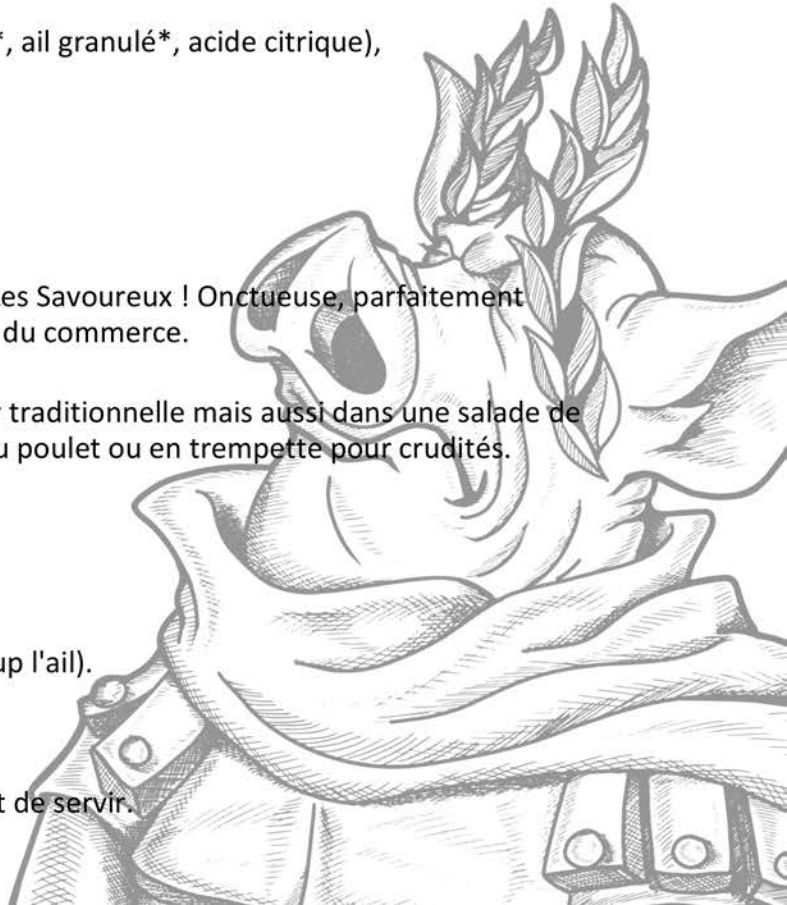 *, ail granulé*, acide citrique),
Les Savoureux ! Onctueuse, parfaitement
du commerce.
r traditionnelle mais aussi dans une salade de
u poulet ou en trempette pour crudités.
up l'ail).
t de servir.